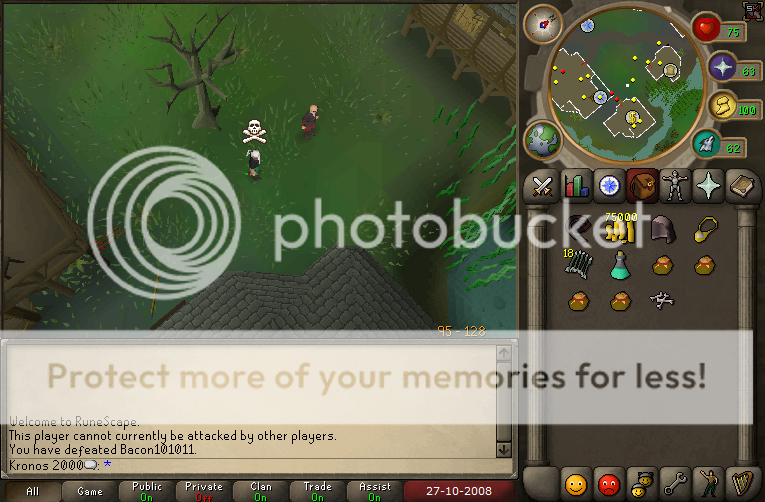 75
63
100
62
75000
18
photobucket
95 - 128
Protect more of your memories for less!
Welcome to RuneScape.
This player cannot currently be attacked by other players.
You have defeated Bacon101011.
Kronos 2000: *
All
Game
Public
On
Private
Off
Clan
On
Trade
On
Assist
On
27-10-2008